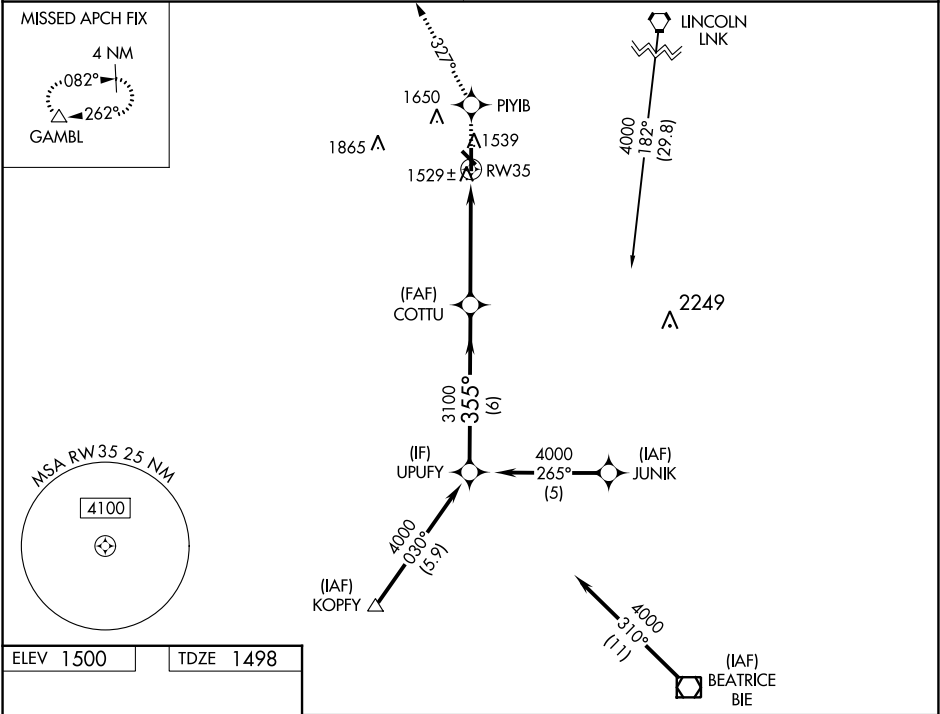 MISSED APCH FIX
4 NM
082°
262°
GAMBL
327°
LINCOLN
LNK
4000
182°
(29.8)
1650
PIYIB
1865
1539
1529±
RW35
(FAF)
COTTU
2249
3100
355°
(6)
(IF)
UPUFY
4000
265°
(5)
(IAF)
JUNIK
MSA RW35 25 NM
4100
4000
030°
(5.9)
(IAF)
KOPFY
4000
310°
(11)
(IAF)
BEATRICE
BIE
ELEV 1500
TDZE 1498